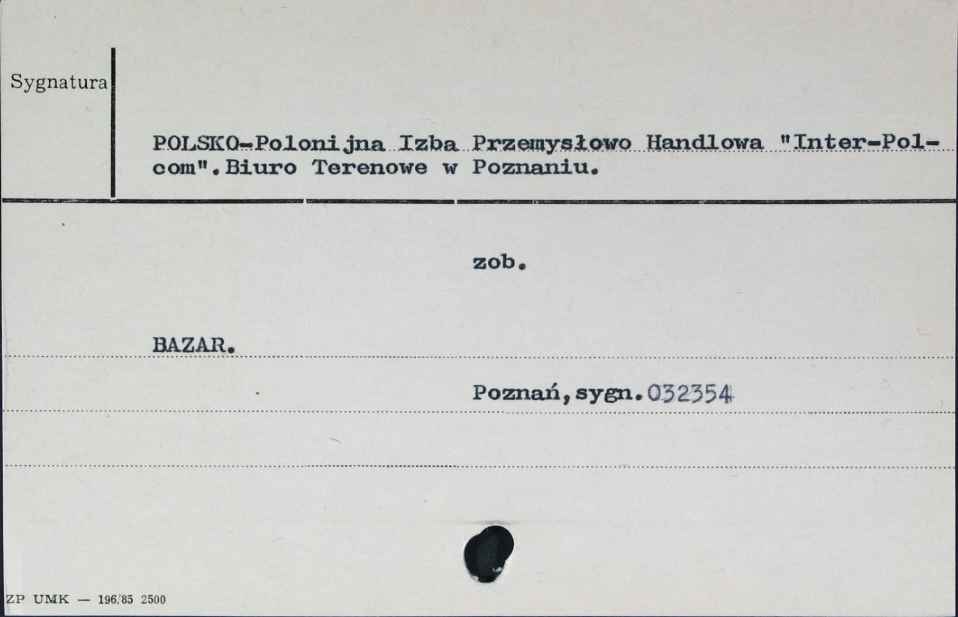 Sygnatura
POLSKO-Polonijna Izba Przemysłowo Handlowa "Inter-Pol-
com".Biuro Terenowe w Poznaniu.
zob.
BAZAR.
Poznań,sygn.032354
ZP UMK — 196/85 2500